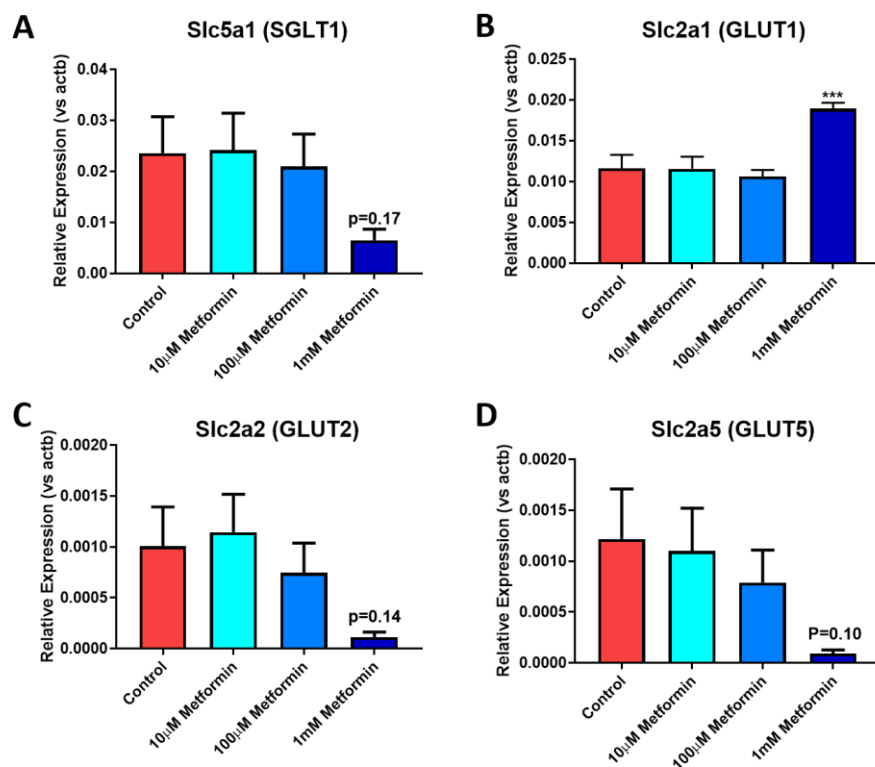 A
Slc5a1 (SGLT1)
Relative Expression (vs actb)
0.04
0.03
0.02
0.01
0.00
p=0.17
Control
10μM Metformin
100μM Metformin
1mM Metformin
B
Slc2a1 (GLUT1)
Relative Expression (vs actb)
0.025
0.020
0.015
0.010
0.005
0.000
***
Control
10μM Metformin
100μM Metformin
1mM Metformin
C
Slc2a2 (GLUT2)
Relative Expression (vs actb)
0.0020
0.0015
0.0010
0.0005
0.0000
p=0.14
Control
10μM Metformin
100μM Metformin
1mM Metformin
D
Slc2a5 (GLUT5)
Relative Expression (vs actb)
0.0020
0.0015
0.0010
0.0005
0.0000
P=0.10
Control
10μM Metformin
100μM Metformin
1mM Metformin